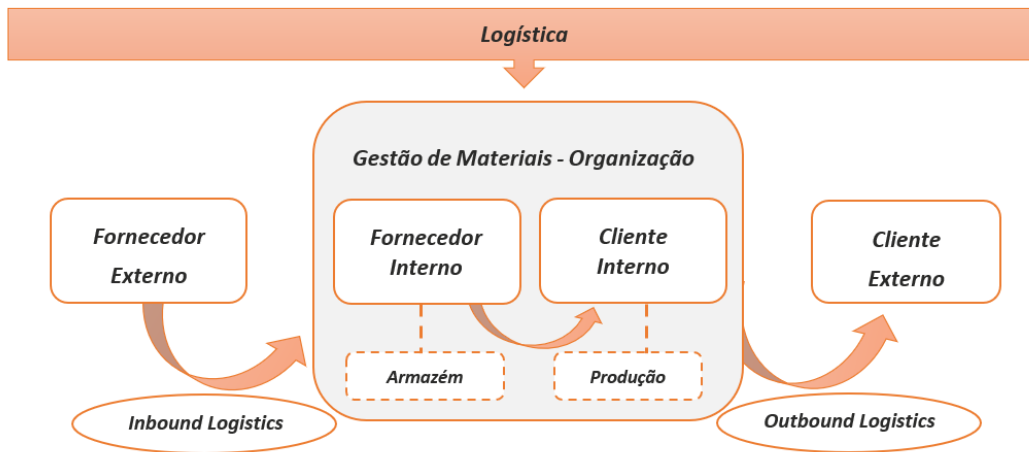 Logística
Gestão de Materiais - Organização
Fornecedor
Externo
Fornecedor
Interno
Cliente
Interno
Cliente
Externo
Armazém
Produção
Inbound Logistics
Outbound Logistics